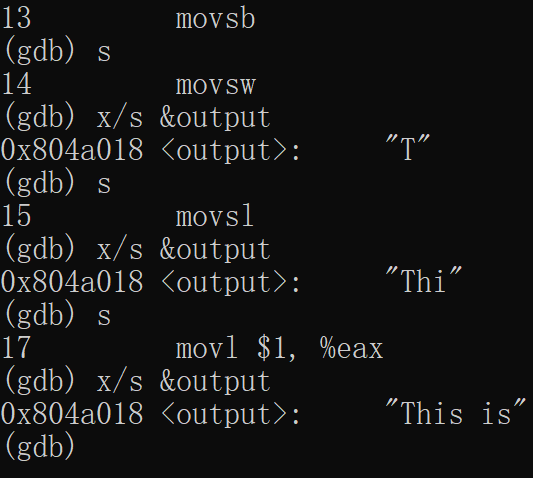 13          movsb
(gdb) s
14          movsw
(gdb) x/s &output
0x804a018 <output>:     "T"
(gdb) s
15          movsl
(gdb) x/s &output
0x804a018 <output>:     "Thi"
(gdb) s
17          movl $1, %eax
(gdb) x/s &output
0x804a018 <output>:     "This is"
(gdb)